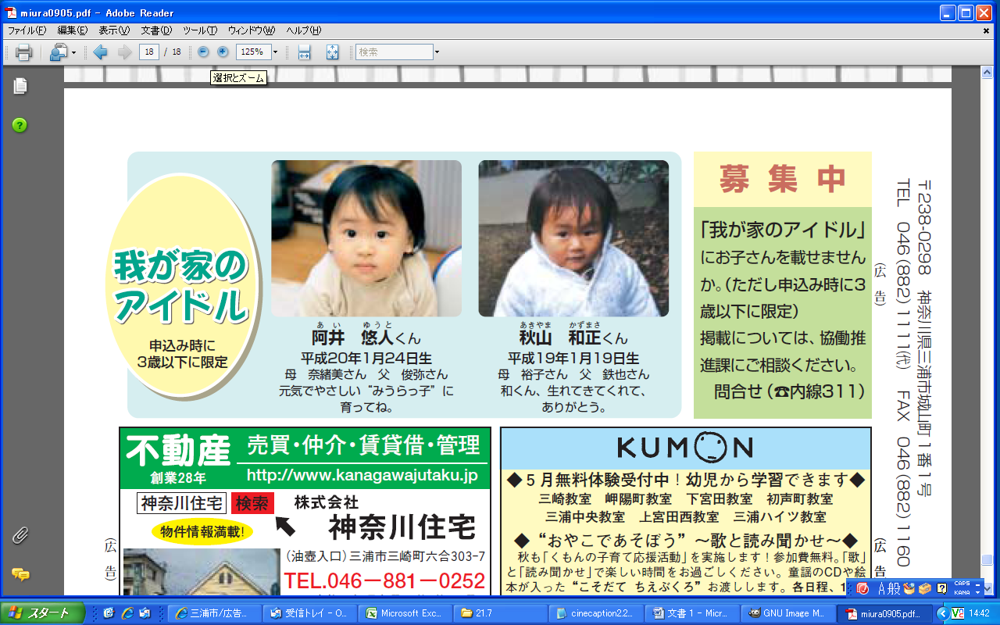 miura0905.pdf - Adobe Reader
ファイル(F) 編集(E) 表示(V) 文書(D) ツール(T) ウィンドウ(W) ヘルプ(H)
18 / 18 125% 検索
選択とズーム
我が家の
アイドル
申込み時に
3歳以下に限定
あい ゆうと
阿井 悠人くん
平成20年1月24日生
母 奈緒美さん 父 俊弥さん
元気でやさしい“みうらっ子”に
育ってね。
あきやま かずまさ
秋山 和正くん
平成19年1月19日生
母 裕子さん 父 鉄也さん
和くん、生れてきてくれて、
ありがとう。
募集中
「我が家のアイドル」
にお子さんを載せません
か。（ただし申込み時に3
歳以下に限定）
掲載については、協働推
進課にご相談ください。
問合せ（☎内線311）
（広告）
〒238-0298 神奈川県三浦市城山町1番1号
TEL 046(882)1111(代) FAX 046(882)1160
不動産
創業28年
売買・仲介・賃貸借・管理
http://www.kanagawajutaku.jp
神奈川住宅 検索
物件情報満載!
株式会社
神奈川住宅
（油壺入口）三浦市三崎町六合303-7
TEL.046－881－0252
（広告）
KUMON
◆5月無料体験受付中！幼児から学習できます◆
三崎教室 岬陽町教室 下宮田教室 初声町教室
三浦中央教室 上宮田西教室 三浦ハイツ教室
◆“おやこであそぼう”～歌と読み聞かせ～◆
秋も「くもんの子育て応援活動」を実施します！参加費無料。「歌」
と「読み聞かせ」で楽しい時間をお過ごしください。童謡のCDや絵
本が入った“こそだて ちえぶくろ”お渡しします。各日程、1
（広告
A 般 CAPS
KANA
スタート 三浦市/広告... 受信トレイ - O... Microsoft Exc... 21.7 cinecaption2.2... 文書 1 - Micr... GNU Image M... miura0905.pdf... 14:42